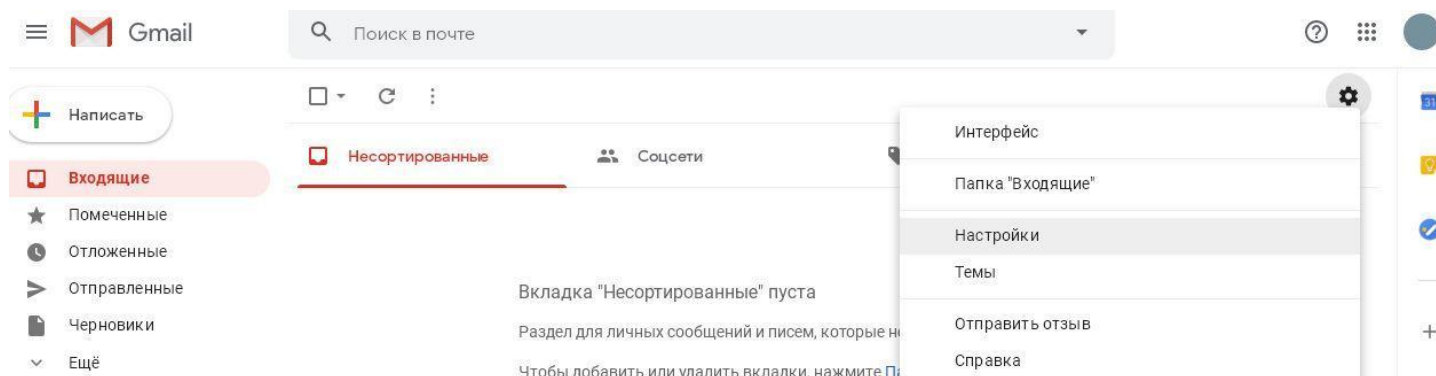 Gmail
Поиск в почте
Написать
Входящие
Помеченные
Отложенные
Отправленные
Черновики
Ещё
Несортированные
Соцсети
Вкладка "Несортированные" пуста
Раздел для личных сообщений и писем, которые
Чтобы добавить или удалить вкладки, нажмите
Интерфейс
Папка "Входящие"
Настройки
Темы
Отправить отзыв
Справка
31